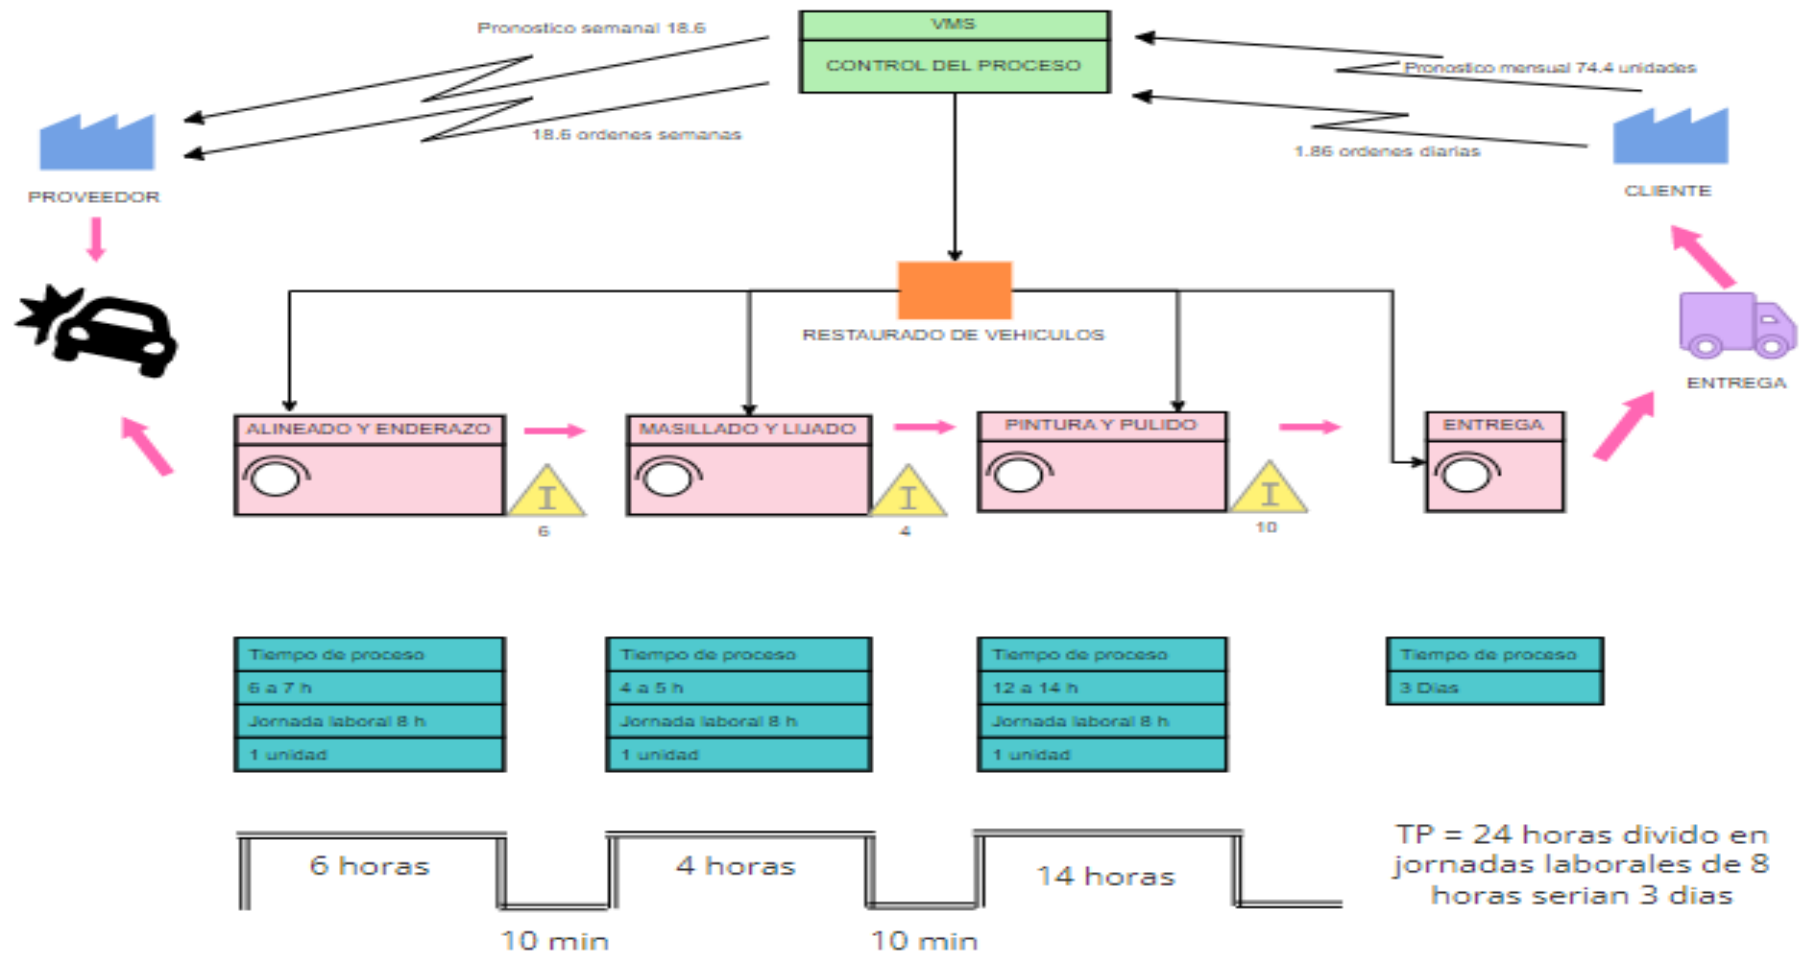 Pronostico semanal 18.6
VMS
CONTROL DEL PROCESO
Pronostico mensual 74.4 unidades
18.6 ordenes semanas
1.86 ordenes diarias
PROVEEDOR
CLIENTE
RESTAURADO DE VEHICULOS
ENTREGA
ALINEADO Y ENDERAZO
MASILLADO Y LIJADO
PINTURA Y PULIDO
ENTREGA
I
I
I
6
4
10
Tiempo de proceso
6 a 7 h
Jornada laboral 8 h
1 unidad
Tiempo de proceso
4 a 5 h
Jornada laboral 8 h
1 unidad
Tiempo de proceso
12 a 14 h
Jornada laboral 8 h
1 unidad
Tiempo de proceso
3 Dias
6 horas
4 horas
14 horas
10 min
10 min
TP = 24 horas divido en
jornadas laborales de 8
horas serian 3 dias